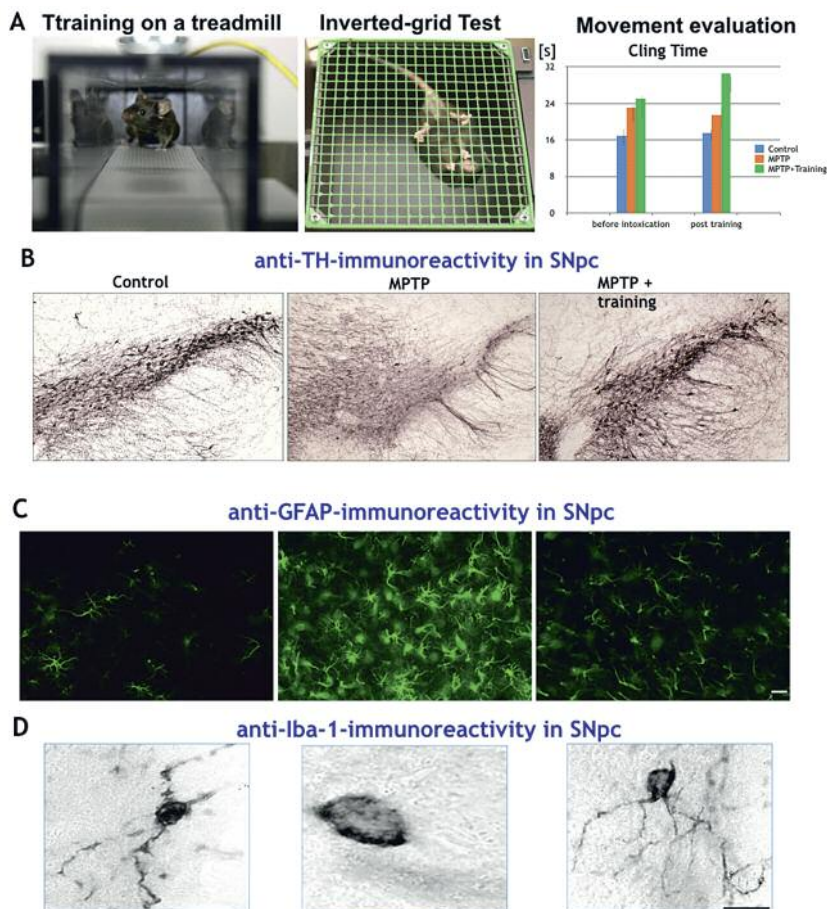 A
Ttraining on a treadmill
Inverted-grid Test
Movement evaluation
Cling Time
[s]
32
24
16
8
0
before intoxication
post training
Control
MPTP
MPTP+Training
B
anti-TH-immunoreactivity in SNpc
Control
MPTP
MPTP +
training
C
anti-GFAP-immunoreactivity in SNpc
D
anti-Iba-1-immunoreactivity in SNpc